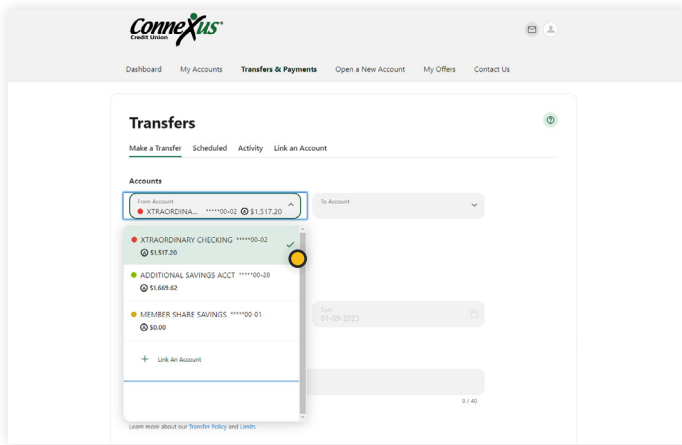 Connexus®
Credit Union
Dashboard My Accounts Transfers & Payments Open a New Account My Offers Contact Us
Transfers
Make a Transfer Scheduled Activity Link an Account
Accounts
From Account
XTRAORDINA... *****00-02 $1,517.20
To Account
XTRAORDINARY CHECKING *****00-02
$1,517.20
ADDITIONAL SAVINGS ACCT *****00-28
$1,669.62
Date
01-09-2025
MEMBER SHARE SAVINGS *****00-01
$0.00
+ Link An Account
0 / 40
Learn more about our Transfer Policy and Limits